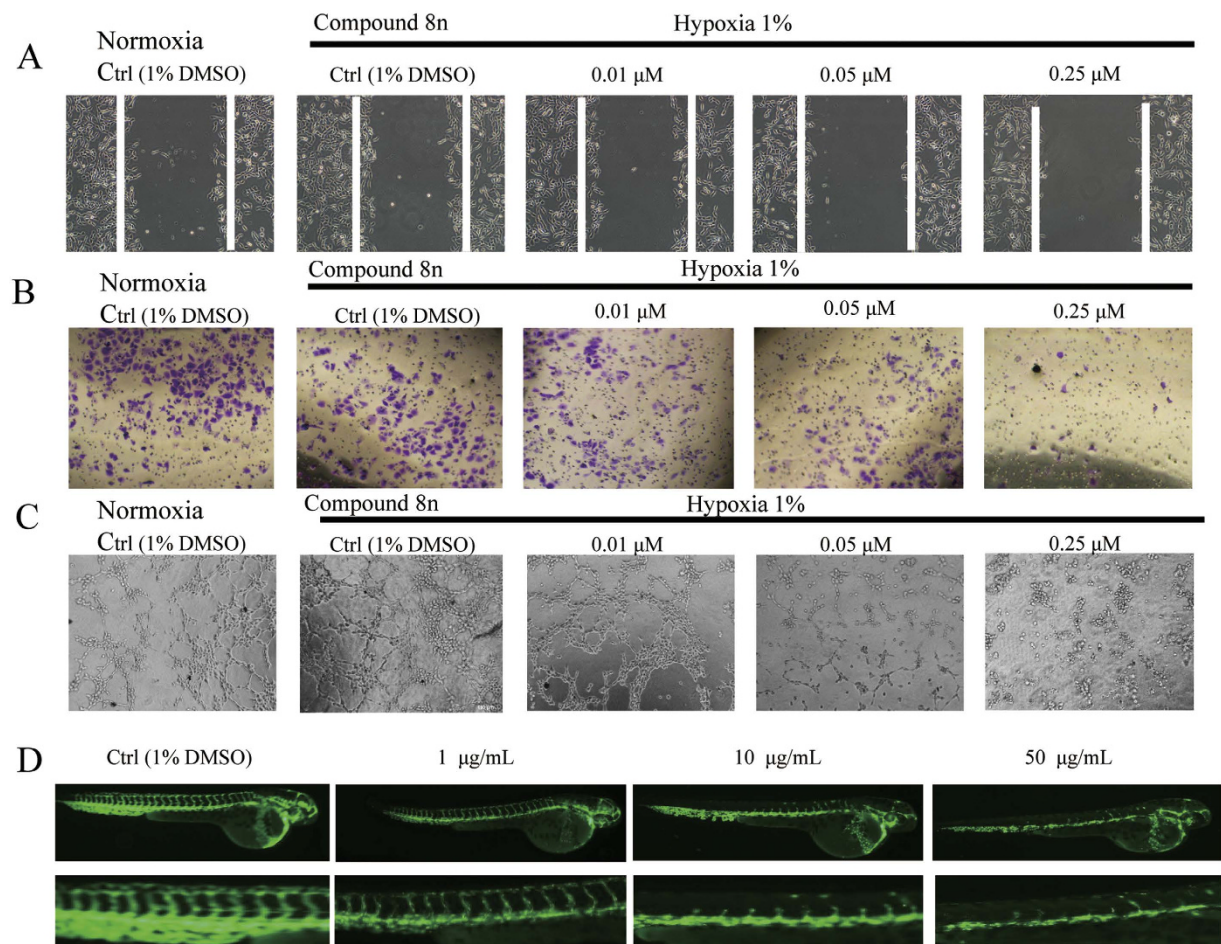 Compound 8n Hypoxia 1%
Normoxia
A
Ctrl (1% DMSO) Ctrl (1% DMSO) 0.01 μM 0.05 μM 0.25 μM
Compound 8n Hypoxia 1%
Normoxia
B
Ctrl (1% DMSO) Ctrl (1% DMSO) 0.01 μM 0.05 μM 0.25 μM
Compound 8n Hypoxia 1%
Normoxia
C
Ctrl (1% DMSO) Ctrl (1% DMSO) 0.01 μM 0.05 μM 0.25 μM
D
Ctrl (1% DMSO) 1 μg/mL 10 μg/mL 50 μg/mL